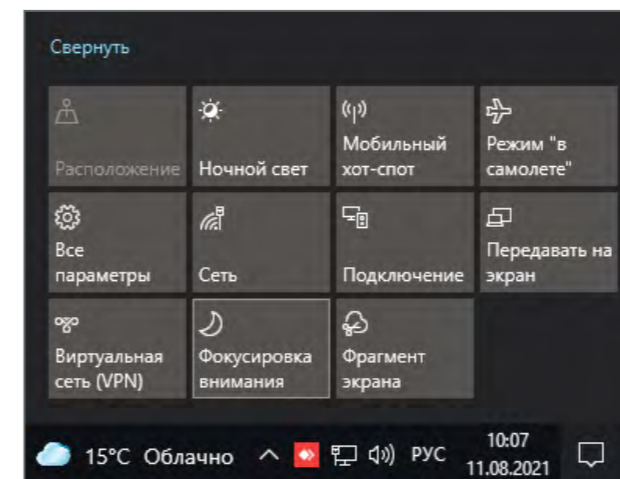 Свернуть
Расположение
Ночной свет
Мобильный
хот-спот
Режим "в
самолете"
Все
параметры
Сеть
Подключение
Передавать на
экран
Виртуальная
сеть (VPN)
Фокусировка
внимания
Фрагмент
экрана
15°C Облачно
РУС
10:07
11.08.2021